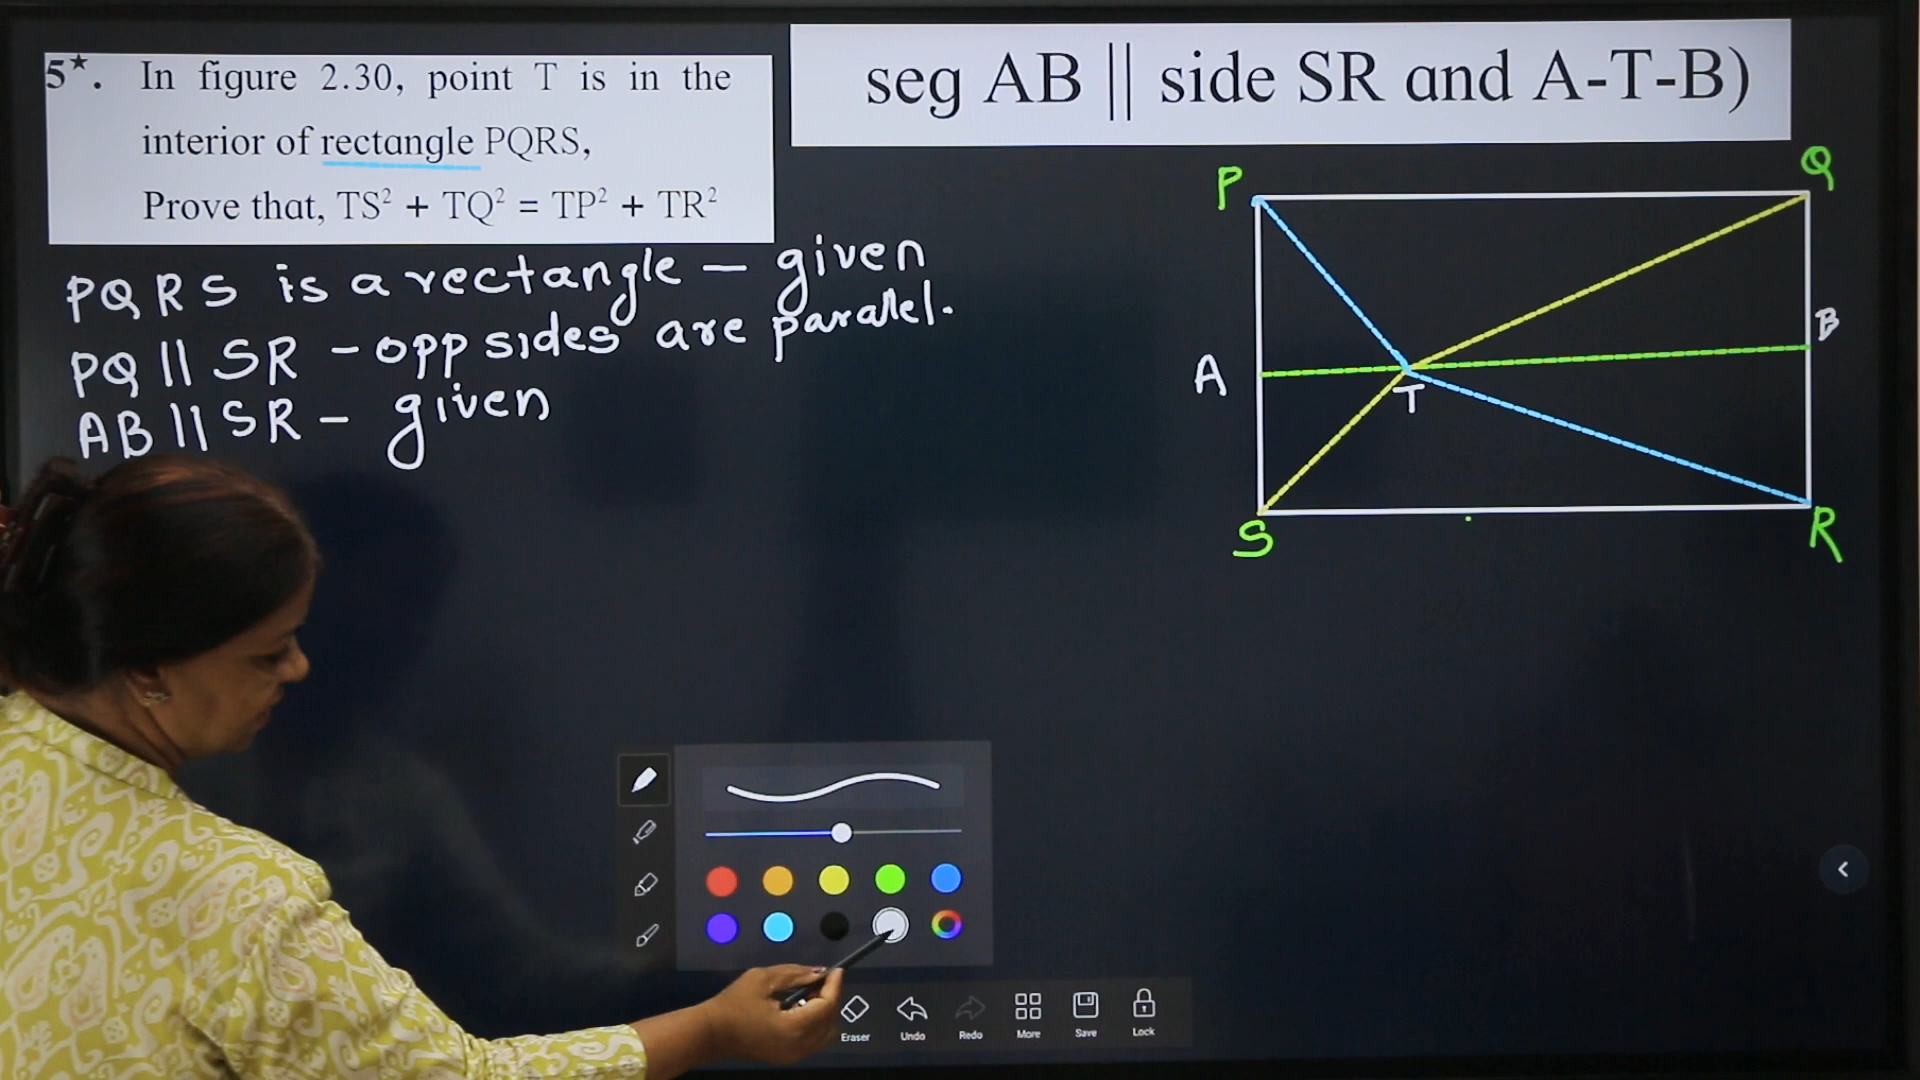 5★. In figure 2.30, point T is in the
interior of rectangle PQRS,
Prove that, TS² + TQ² = TP² + TR²
seg AB || side SR and A-T-B)
PQRS is a rectangle – given
PQ || SR – opp sides are parallel.
AB || SR – given
P
Q
A
B
T
S
R
Eraser Undo Redo More Save Lock